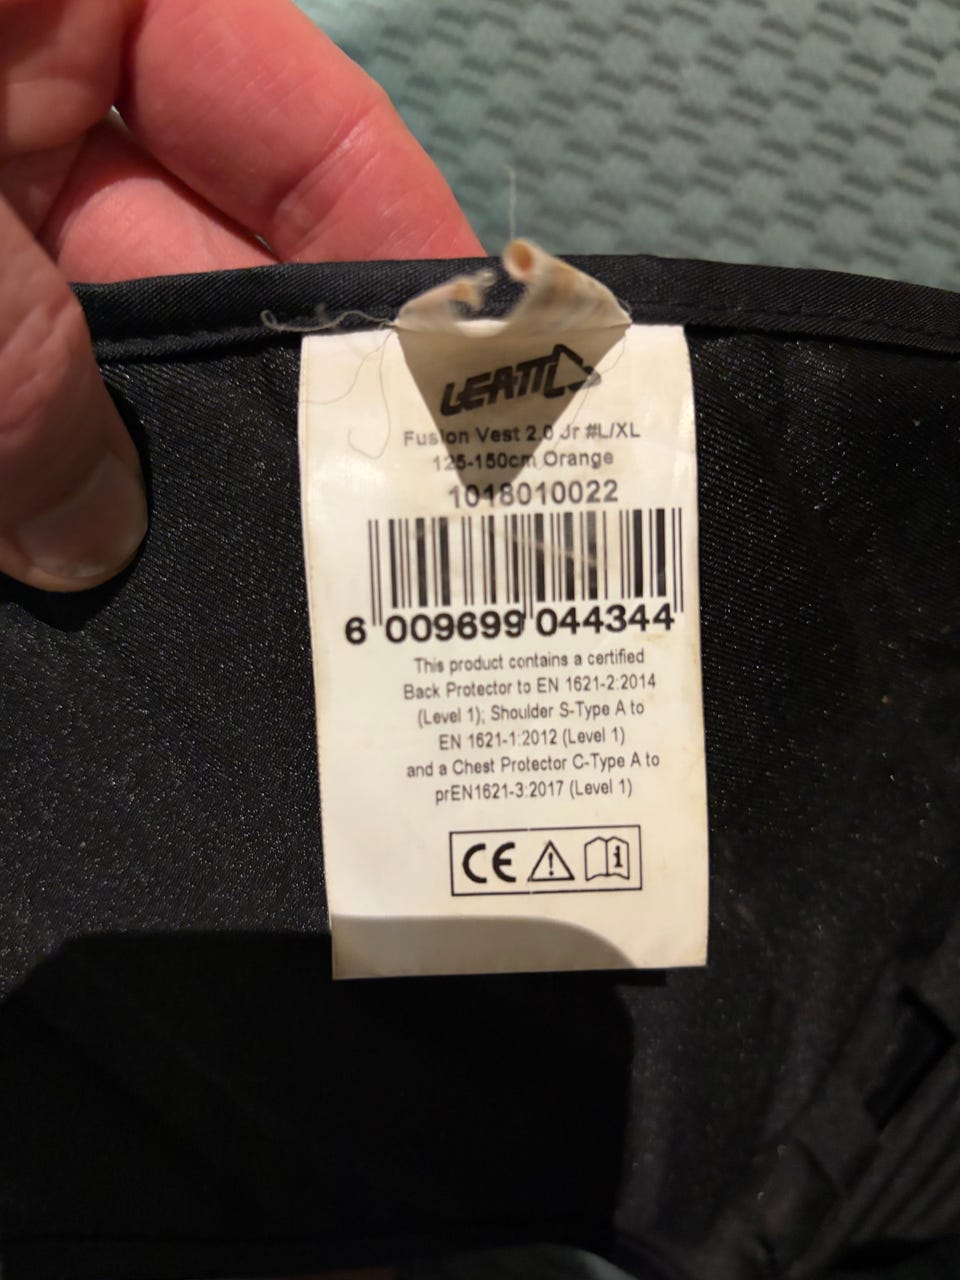 LEATT
Fusion Vest 2.0 Jr #L/XL
125-150cm Orange
1018010022
6 009699 044344
This product contains a certified
Back Protector to EN 1621-2:2014
(Level 1); Shoulder S-Type A to
EN 1621-1:2012 (Level 1)
and a Chest Protector C-Type A to
prEN1621-3:2017 (Level 1)
CE